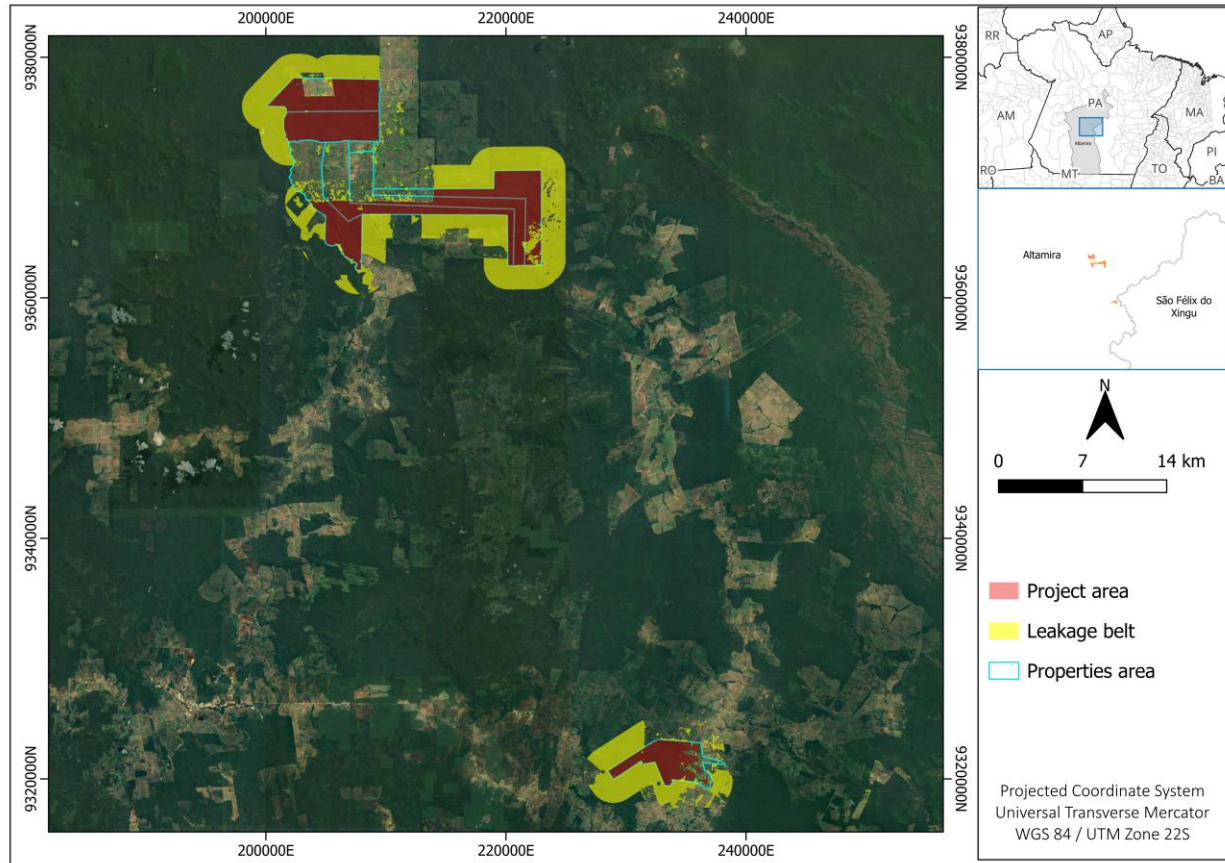 200000E
220000E
240000E
9380000N
9360000N
9340000N
9320000N
9380000N
9360000N
9340000N
9320000N
200000E
220000E
240000E
RR
AP
AM
PA
MA
Altamira
PI
RO
MT
TO
BA
Altamira
São Félix do
Xingu
N
0 7 14 km
Project area
Leakage belt
Properties area
Projected Coordinate System
Universal Transverse Mercator
WGS 84 / UTM Zone 22S